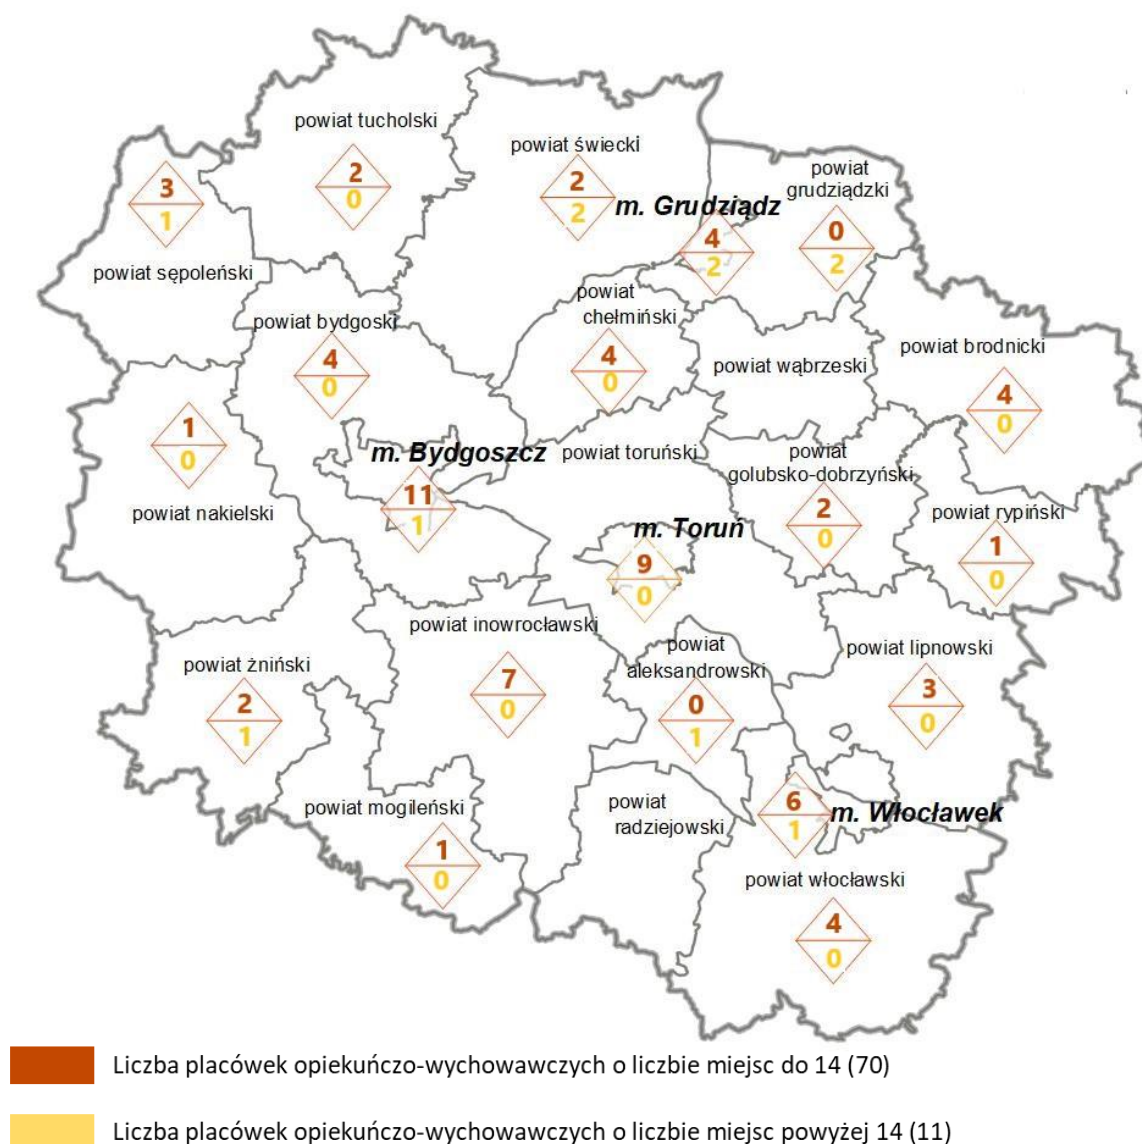 powiat tucholski
2
0
powiat świecki
2
2
powiat
grudziądzki
0
2
3
1
powiat sępoleński
m. Grudziądz
4
2
powiat bydgoski
4
0
powiat
chełmiński
4
0
powiat wąbrzeski
powiat brodnicki
4
0
1
0
powiat nakielski
m. Bydgoszcz
11
1
powiat toruński
powiat
golubsko-dobrzyński
2
0
powiat rypiński
1
0
m. Toruń
9
0
powiat inowrocławski
7
0
powiat żniński
2
1
powiat
aleksandrowski
0
1
powiat lipnowski
3
0
powiat mogileński
1
0
powiat
radziejowski
6
1
m. Włocławek
powiat włocławski
4
0
Liczba placówek opiekuńczo-wychowawczych o liczbie miejsc do 14 (70)
Liczba placówek opiekuńczo-wychowawczych o liczbie miejsc powyżej 14 (11)